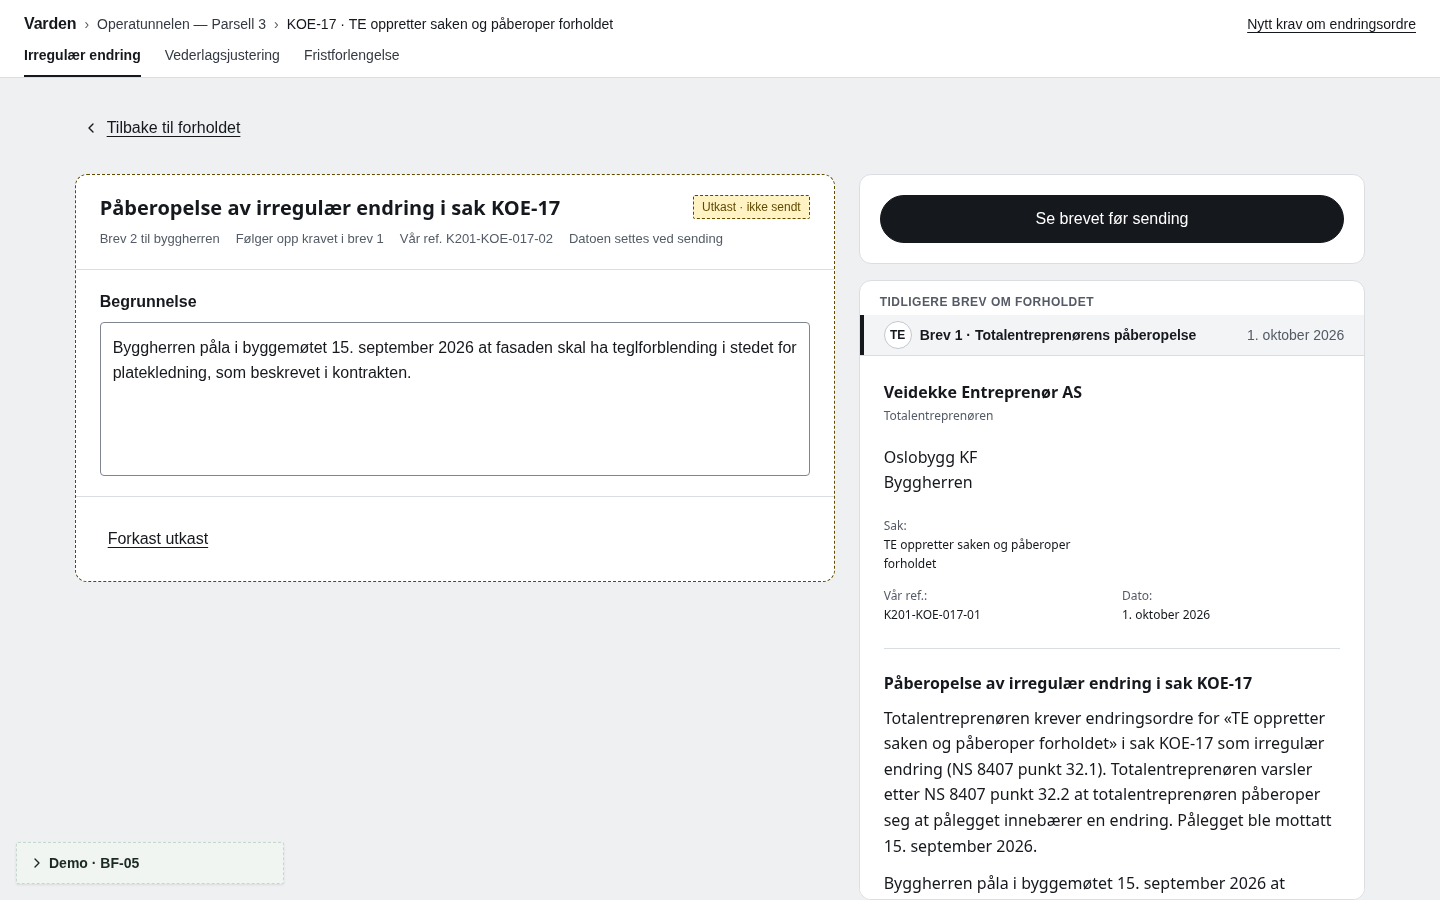 Varden › Operatunnelen — Parsell 3 › KOE-17 · TE oppretter saken og påberoper forholdet
Nytt krav om endringsordre
Irregulær endring Vederlagsjustering Fristforlengelse
Tilbake til forholdet
Påberopelse av irregulær endring i sak KOE-17
Utkast · ikke sendt
Brev 2 til byggherren Følger opp kravet i brev 1 Vår ref. K201-KOE-017-02 Datoen settes ved sending
Begrunnelse
Byggherren påla i byggemøtet 15. september 2026 at fasaden skal ha teglforblending i stedet for
platekledning, som beskrevet i kontrakten.
Forkast utkast
Se brevet før sending
TIDLIGERE BREV OM FORHOLDET
TE Brev 1 · Totalentreprenørens påberopelse 1. oktober 2026
Veidekke Entreprenør AS
Totalentreprenøren
Oslobygg KF
Byggherren
Sak:
TE oppretter saken og påberoper
forholdet
Vår ref.: Dato:
K201-KOE-017-01 1. oktober 2026
Påberopelse av irregulær endring i sak KOE-17
Totalentreprenøren krever endringsordre for «TE oppretter
saken og påberoper forholdet» i sak KOE-17 som irregulær
endring (NS 8407 punkt 32.1). Totalentreprenøren varsler
etter NS 8407 punkt 32.2 at totalentreprenøren påberoper
seg at pålegget innebærer en endring. Pålegget ble mottatt
15. september 2026.
Byggherren påla i byggemøtet 15. september 2026 at
Demo · BF-05